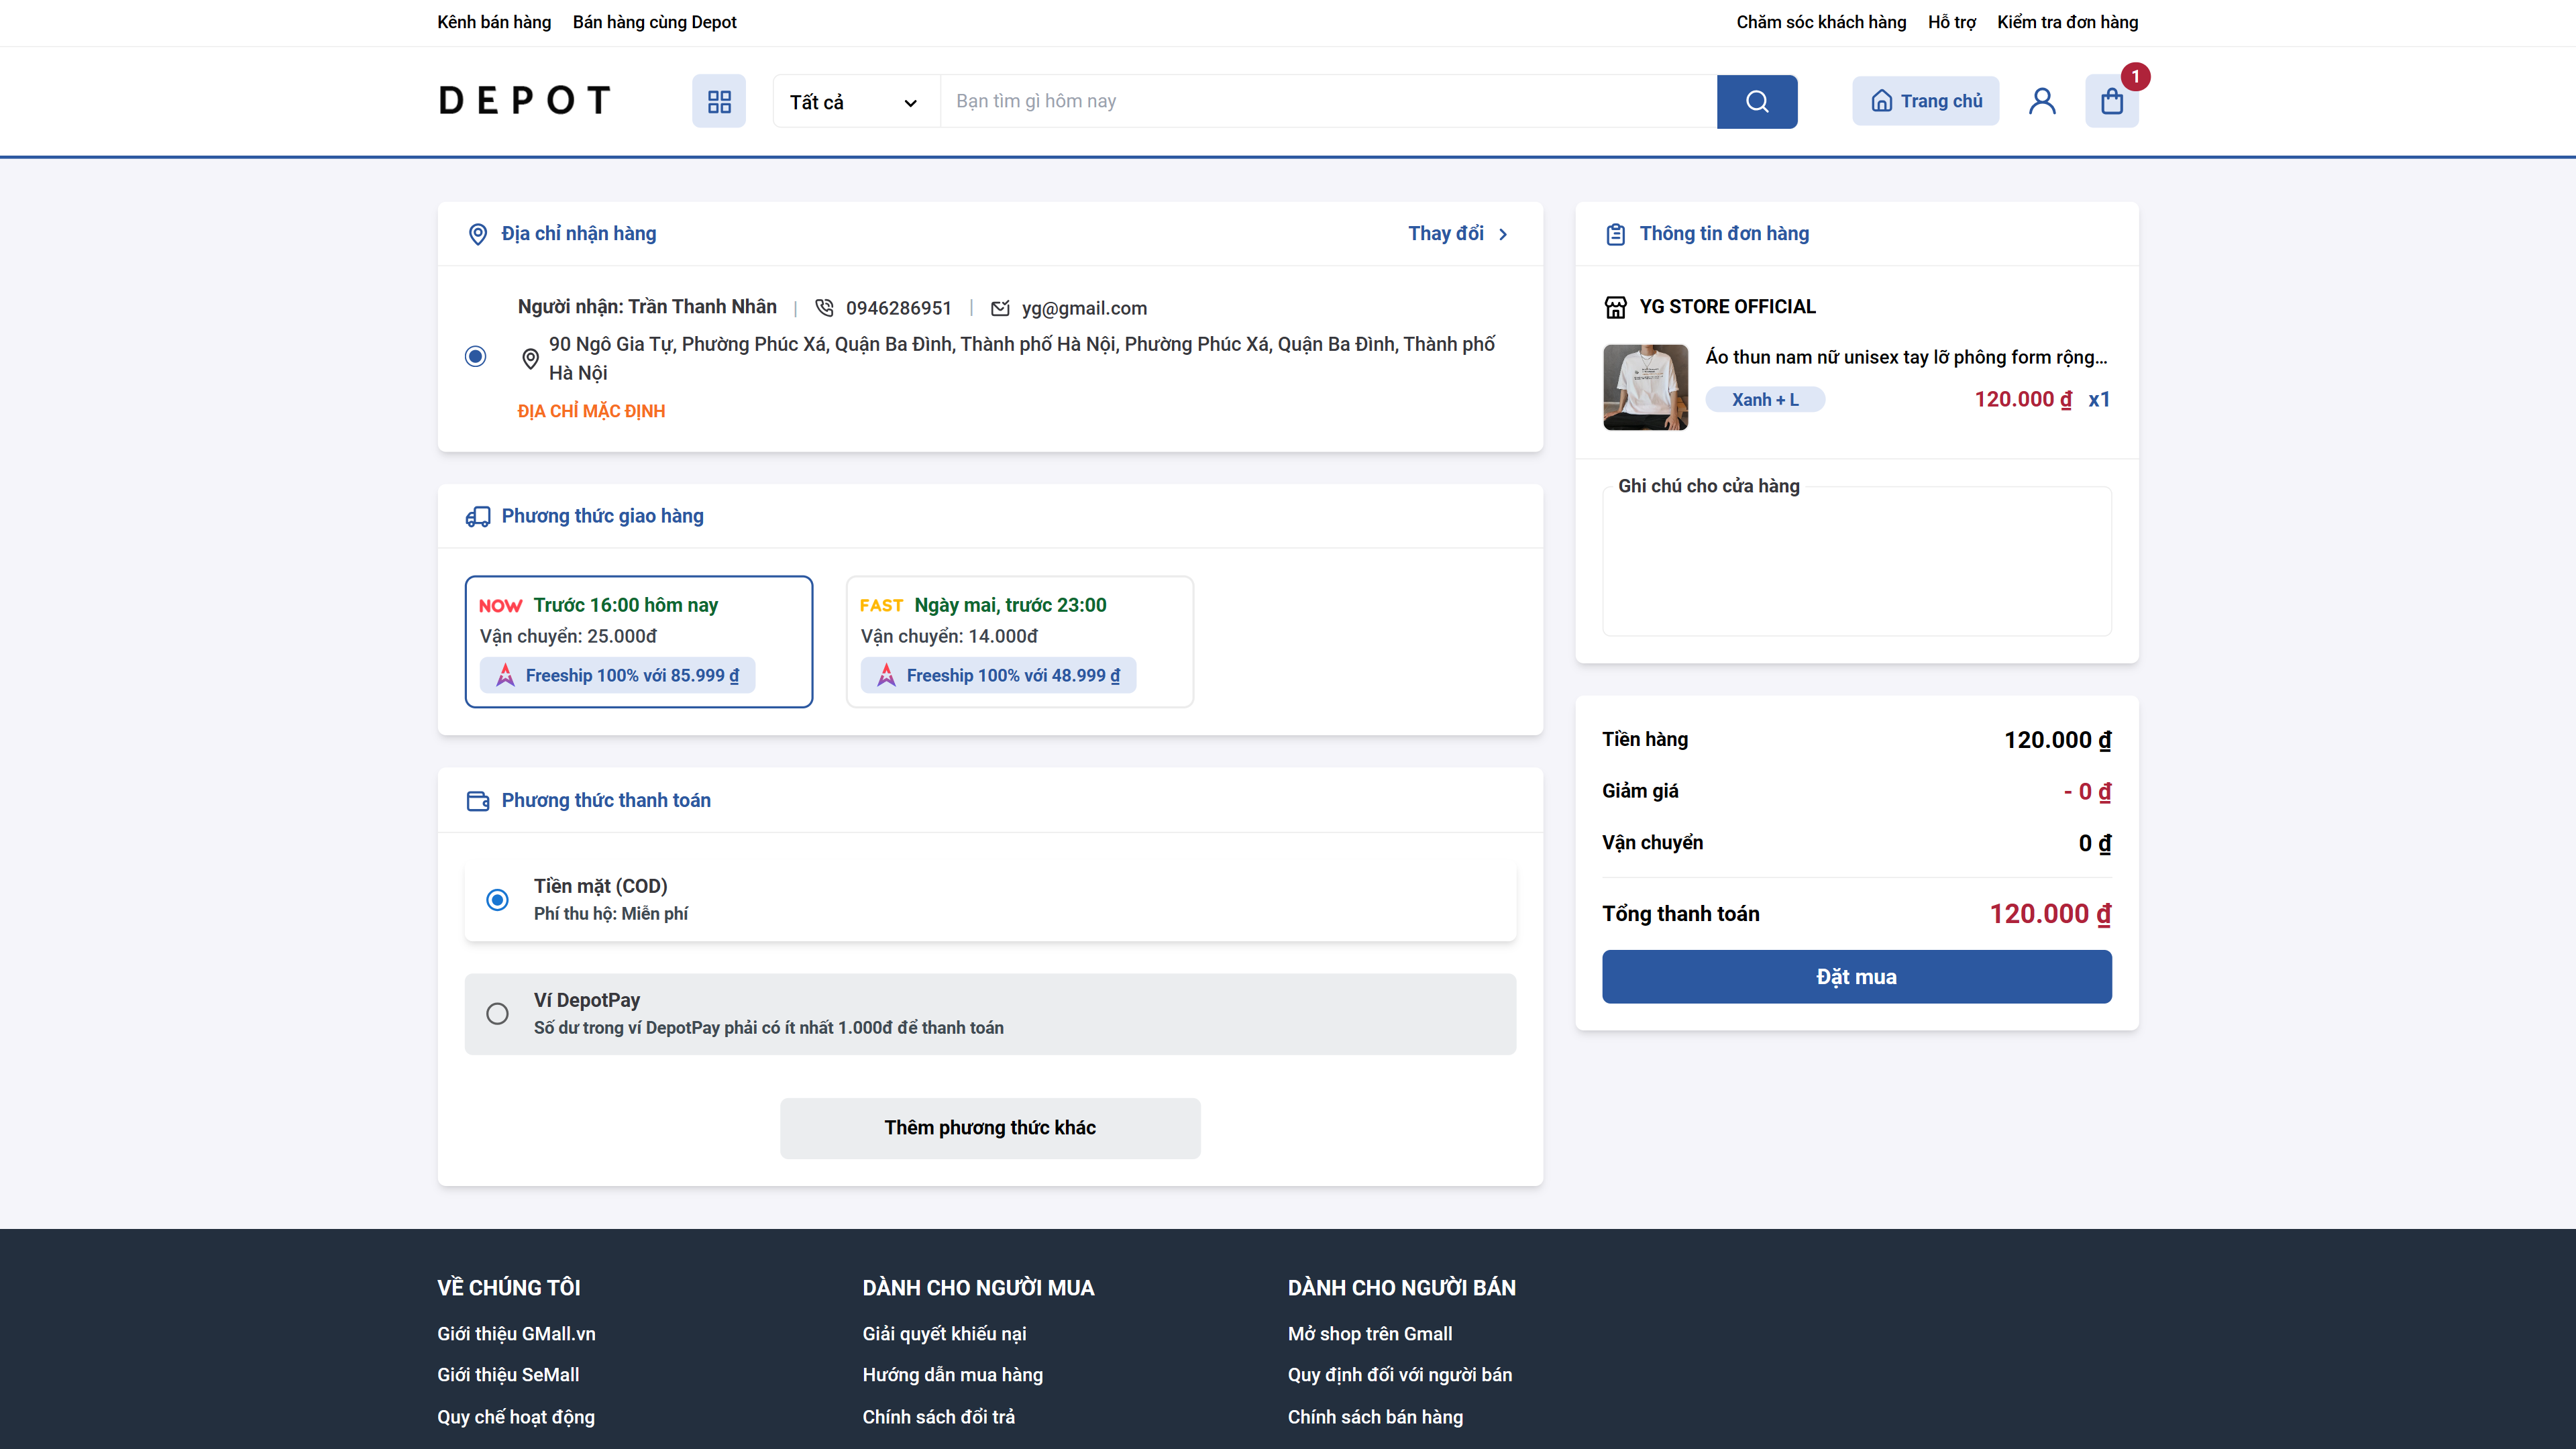 Kênh bán hàng Bán hàng cùng Depot Chăm sóc khách hàng Hỗ trợ Kiểm tra đơn hàng
DEPOT Tất cả Bạn tìm gì hôm nay Trang chủ 1
Địa chỉ nhận hàng Thay đổi
Người nhận: Trần Thanh Nhân | 0946286951 | yg@gmail.com
90 Ngô Gia Tự, Phường Phúc Xá, Quận Ba Đình, Thành phố Hà Nội, Phường Phúc Xá, Quận Ba Đình, Thành phố
Hà Nội
ĐỊA CHỈ MẶC ĐỊNH
Phương thức giao hàng
NOW Trước 16:00 hôm nay
Vận chuyển: 25.000đ
Freeship 100% với 85.999 ₫
FAST Ngày mai, trước 23:00
Vận chuyển: 14.000đ
Freeship 100% với 48.999 ₫
Phương thức thanh toán
Tiền mặt (COD)
Phí thu hộ: Miễn phí
Ví DepotPay
Số dư trong ví DepotPay phải có ít nhất 1.000đ để thanh toán
Thêm phương thức khác
Thông tin đơn hàng
YG STORE OFFICIAL
Áo thun nam nữ unisex tay lỡ phông form rộng...
Xanh + L 120.000 ₫ x1
Ghi chú cho cửa hàng
Tiền hàng 120.000 ₫
Giảm giá - 0 ₫
Vận chuyển 0 ₫
Tổng thanh toán 120.000 ₫
Đặt mua
VỀ CHÚNG TÔI
Giới thiệu GMall.vn
Giới thiệu SeMall
Quy chế hoạt động
DÀNH CHO NGƯỜI MUA
Giải quyết khiếu nại
Hướng dẫn mua hàng
Chính sách đổi trả
DÀNH CHO NGƯỜI BÁN
Mở shop trên Gmall
Quy định đối với người bán
Chính sách bán hàng